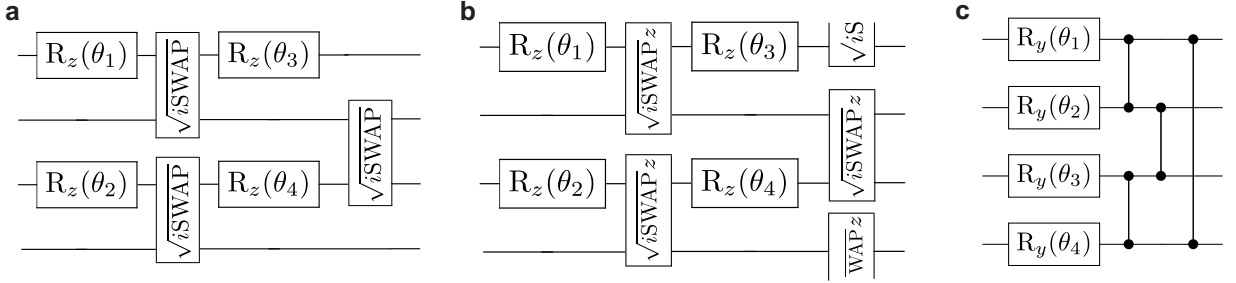 a
R_z(θ_1)
√iSWAP
R_z(θ_3)
√iSWAP
R_z(θ_2)
√iSWAP
R_z(θ_4)
b
R_z(θ_1)
√iSWAP z
R_z(θ_3)
√iS
√iSWAP z
R_z(θ_2)
√iSWAP z
R_z(θ_4)
WAP z
c
R_y(θ_1)
R_y(θ_2)
R_y(θ_3)
R_y(θ_4)